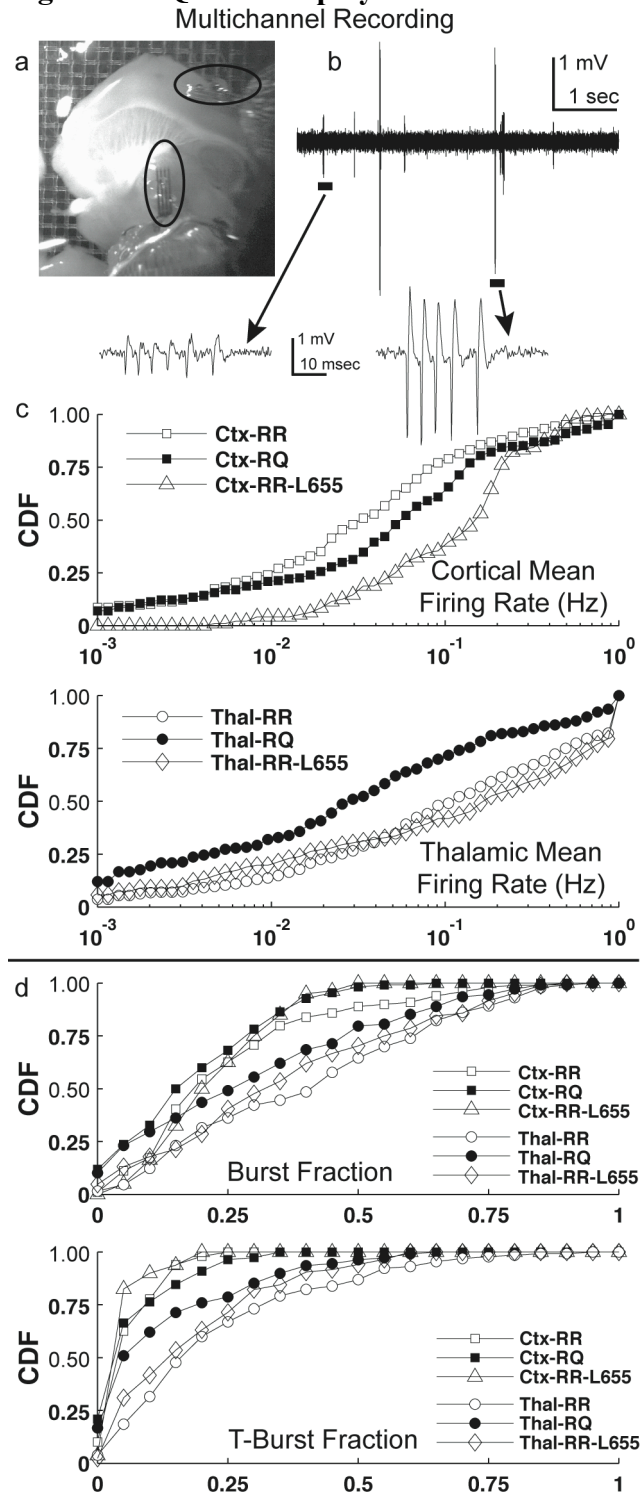 Multichannel Recording
a
b
1 mV
1 sec
1 mV
10 msec
c
1.00
0.75
0.50
0.25
0
CDF
Ctx-RR
Ctx-RQ
Ctx-RR-L655
Cortical Mean
Firing Rate (Hz)
10-3
10-2
10-1
100
1.00
0.75
0.50
0.25
0
CDF
Thal-RR
Thal-RQ
Thal-RR-L655
Thalamic Mean
Firing Rate (Hz)
10-3
10-2
10-1
100
d
1.00
0.75
0.50
0.25
0
CDF
Ctx-RR
Ctx-RQ
Ctx-RR-L655
Thal-RR
Thal-RQ
Thal-RR-L655
Burst Fraction
0
0.25
0.5
0.75
1
1.00
0.75
0.50
0.25
0
CDF
Ctx-RR
Ctx-RQ
Ctx-RR-L655
Thal-RR
Thal-RQ
Thal-RR-L655
T-Burst Fraction
0
0.25
0.5
0.75
1